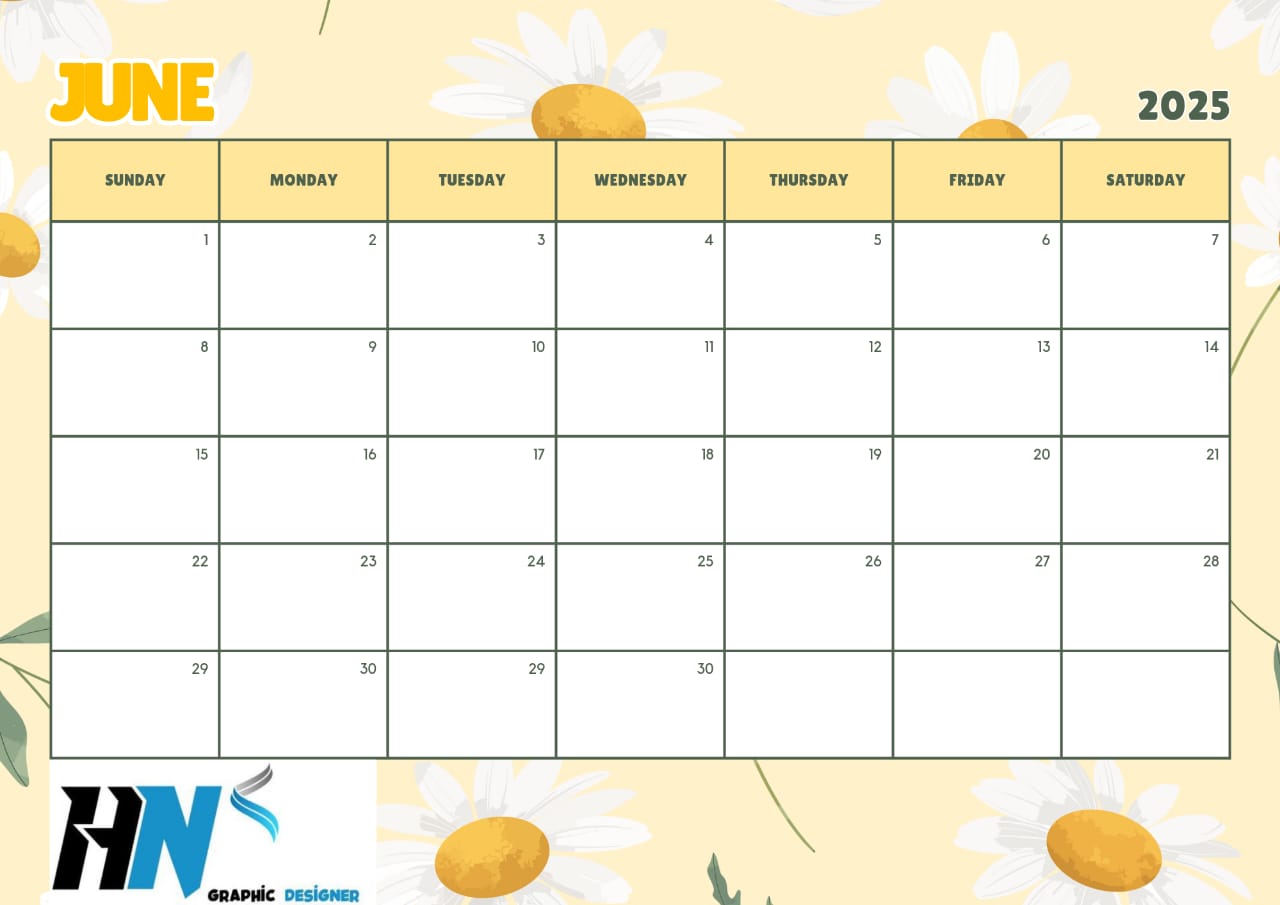 JUNE
2025
SUNDAY MONDAY TUESDAY WEDNESDAY THURSDAY FRIDAY SATURDAY
1 2 3 4 5 6 7
8 9 10 11 12 13 14
15 16 17 18 19 20 21
22 23 24 25 26 27 28
29 30 29 30
HN
GRAPHIC DESIGNER